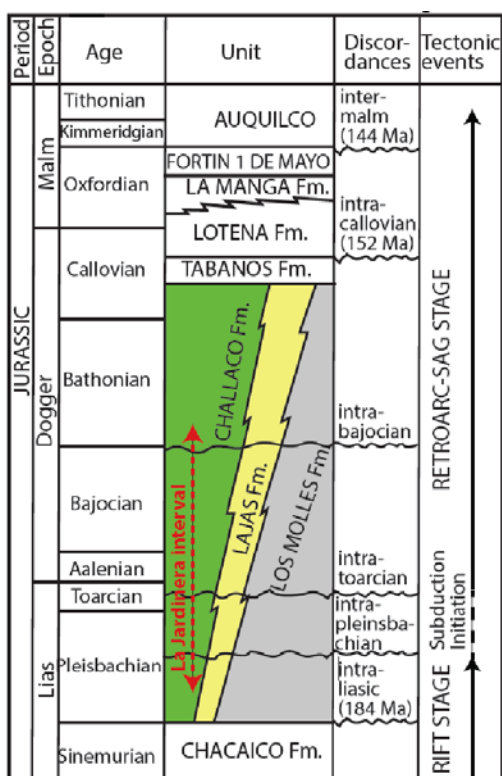 Period
Epoch
Age
Unit
Discor-
dances
Tectonic
events
JURASSIC
Malm
Dogger
Lias
Tithonian
Kimmeridgian
Oxfordian
Callovian
Bathonian
Bajocian
Aalenian
Toarcian
Pleisbachian
Sinemurian
AUQUILCO
FORTIN 1 DE MAYO
LA MANGA Fm.
LOTENA Fm.
TABANOS Fm.
CHALLACO Fm.
LAJAS Fm.
LOS MOLLES Fm.
La Jardinera interval
CHACAICO Fm.
inter-
malm
(144 Ma)
intra-
callovian
(152 Ma)
intra-
bajocian
intra-
toarcian
intra-
pleinsba-
chian
intra-
liasic
(184 Ma)
RETROARC-SAG STAGE
Subduction
Initiation
RIFT STAGE